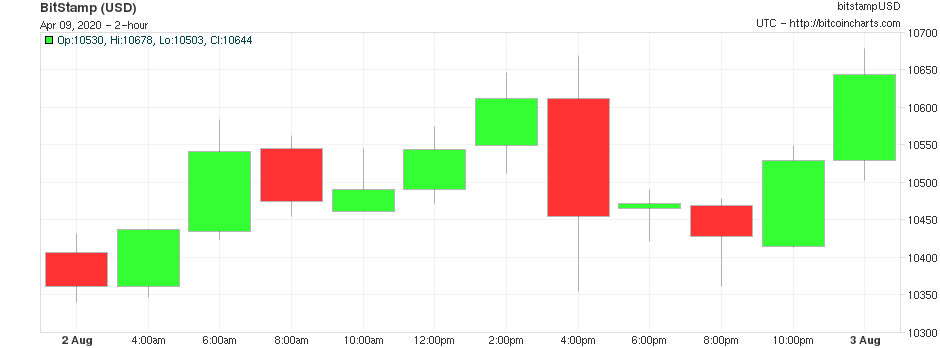 BitStamp (USD)
bitstampUSD
Apr 09, 2020 - 2-hour
UTC - http://bitcoincharts.com
Op:10530, Hi:10678, Lo:10503, Cl:10644
10700
10650
10600
10550
10500
10450
10400
10350
10300
2 Aug
4:00am
6:00am
8:00am
10:00am
12:00pm
2:00pm
4:00pm
6:00pm
8:00pm
10:00pm
3 Aug